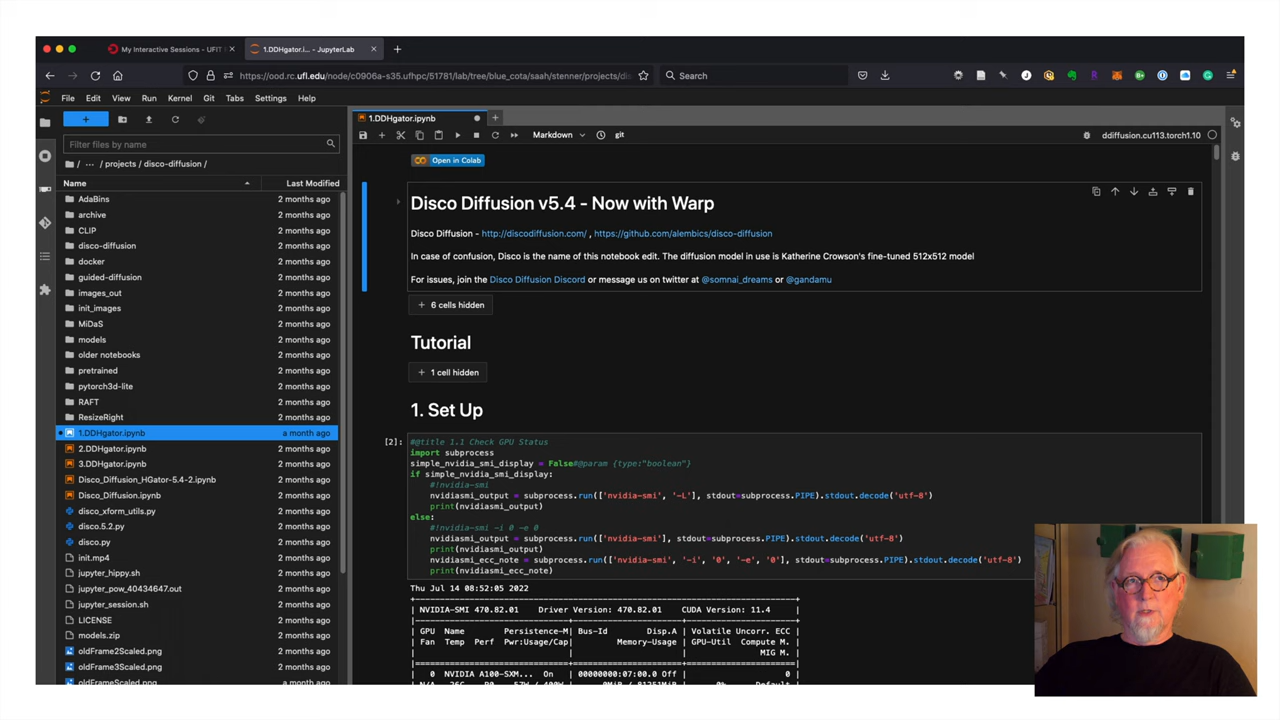 My Interactive Sessions - UFIT
1.DDHgator.i... - JupyterLab
https://ood.rc.ufl.edu/node/c0906a-s35.ufhpc/51781/lab/tree/blue_cota/saah/stenner/projects/dis
Search
File Edit View Run Kernel Git Tabs Settings Help
1.DDHgator.ipynb
Markdown
git
ddiffusion.cu113.torch1.10
Filter files by name
/ ... / projects / disco-diffusion /
Name Last Modified
AdaBins 2 months ago
archive 2 months ago
CLIP 2 months ago
disco-diffusion 2 months ago
docker 2 months ago
guided-diffusion 2 months ago
images_out 2 months ago
init_images 2 months ago
MiDaS 2 months ago
models 2 months ago
older notebooks 2 months ago
pretrained 2 months ago
pytorch3d-lite 2 months ago
RAFT 2 months ago
ResizeRight 2 months ago
1.DDHgator.ipynb a month ago
2.DDHgator.ipynb 2 months ago
3.DDHgator.ipynb 2 months ago
Disco_Diffusion_HGator-5.4-2.ipynb 2 months ago
Disco_Diffusion.ipynb 2 months ago
disco_xform_utils.py 2 months ago
disco.5.2.py 2 months ago
disco.py 2 months ago
init.mp4 2 months ago
jupyter_hippy.sh 2 months ago
jupyter_pow_40434647.out 2 months ago
jupyter_session.sh 2 months ago
LICENSE 2 months ago
models.zip 2 months ago
oldFrame2Scaled.png 2 months ago
oldFrame3Scaled.png 2 months ago
oldFrameScaled.png a month ago
Open in Colab
Disco Diffusion v5.4 - Now with Warp
Disco Diffusion - http://discodiffusion.com/ , https://github.com/alembics/disco-diffusion
In case of confusion, Disco is the name of this notebook edit. The diffusion model in use is Katherine Crowson's fine-tuned 512x512 model
For issues, join the Disco Diffusion Discord or message us on twitter at @somnai_dreams or @gandamu
+ 6 cells hidden
Tutorial
+ 1 cell hidden
1. Set Up
[2]: #@title 1.1 Check GPU Status
import subprocess
simple_nvidia_smi_display = False#@param {type:"boolean"}
if simple_nvidia_smi_display:
#!nvidia-smi
nvidiasmi_output = subprocess.run(['nvidia-smi', '-L'], stdout=subprocess.PIPE).stdout.decode('utf-8')
print(nvidiasmi_output)
else:
#!nvidia-smi -i 0 -e 0
nvidiasmi_output = subprocess.run(['nvidia-smi'], stdout=subprocess.PIPE).stdout.decode('utf-8')
print(nvidiasmi_output)
nvidiasmi_ecc_note = subprocess.run(['nvidia-smi', '-i', '0', '-e', '0'], stdout=subprocess.PIPE).stdout.decode('utf-8')
print(nvidiasmi_ecc_note)
Thu Jul 14 08:52:05 2022
| NVIDIA-SMI 470.82.01 Driver Version: 470.82.01 CUDA Version: 11.4 |
| GPU Name Persistence-M| Bus-Id Disp.A | Volatile Uncorr. ECC
| Fan Temp Perf Pwr:Usage/Cap| Memory-Usage | GPU-Util Compute M.
| | | MIG M.
| 0 NVIDIA A100-SXM... On | 00000000:07:00.0 Off | 0